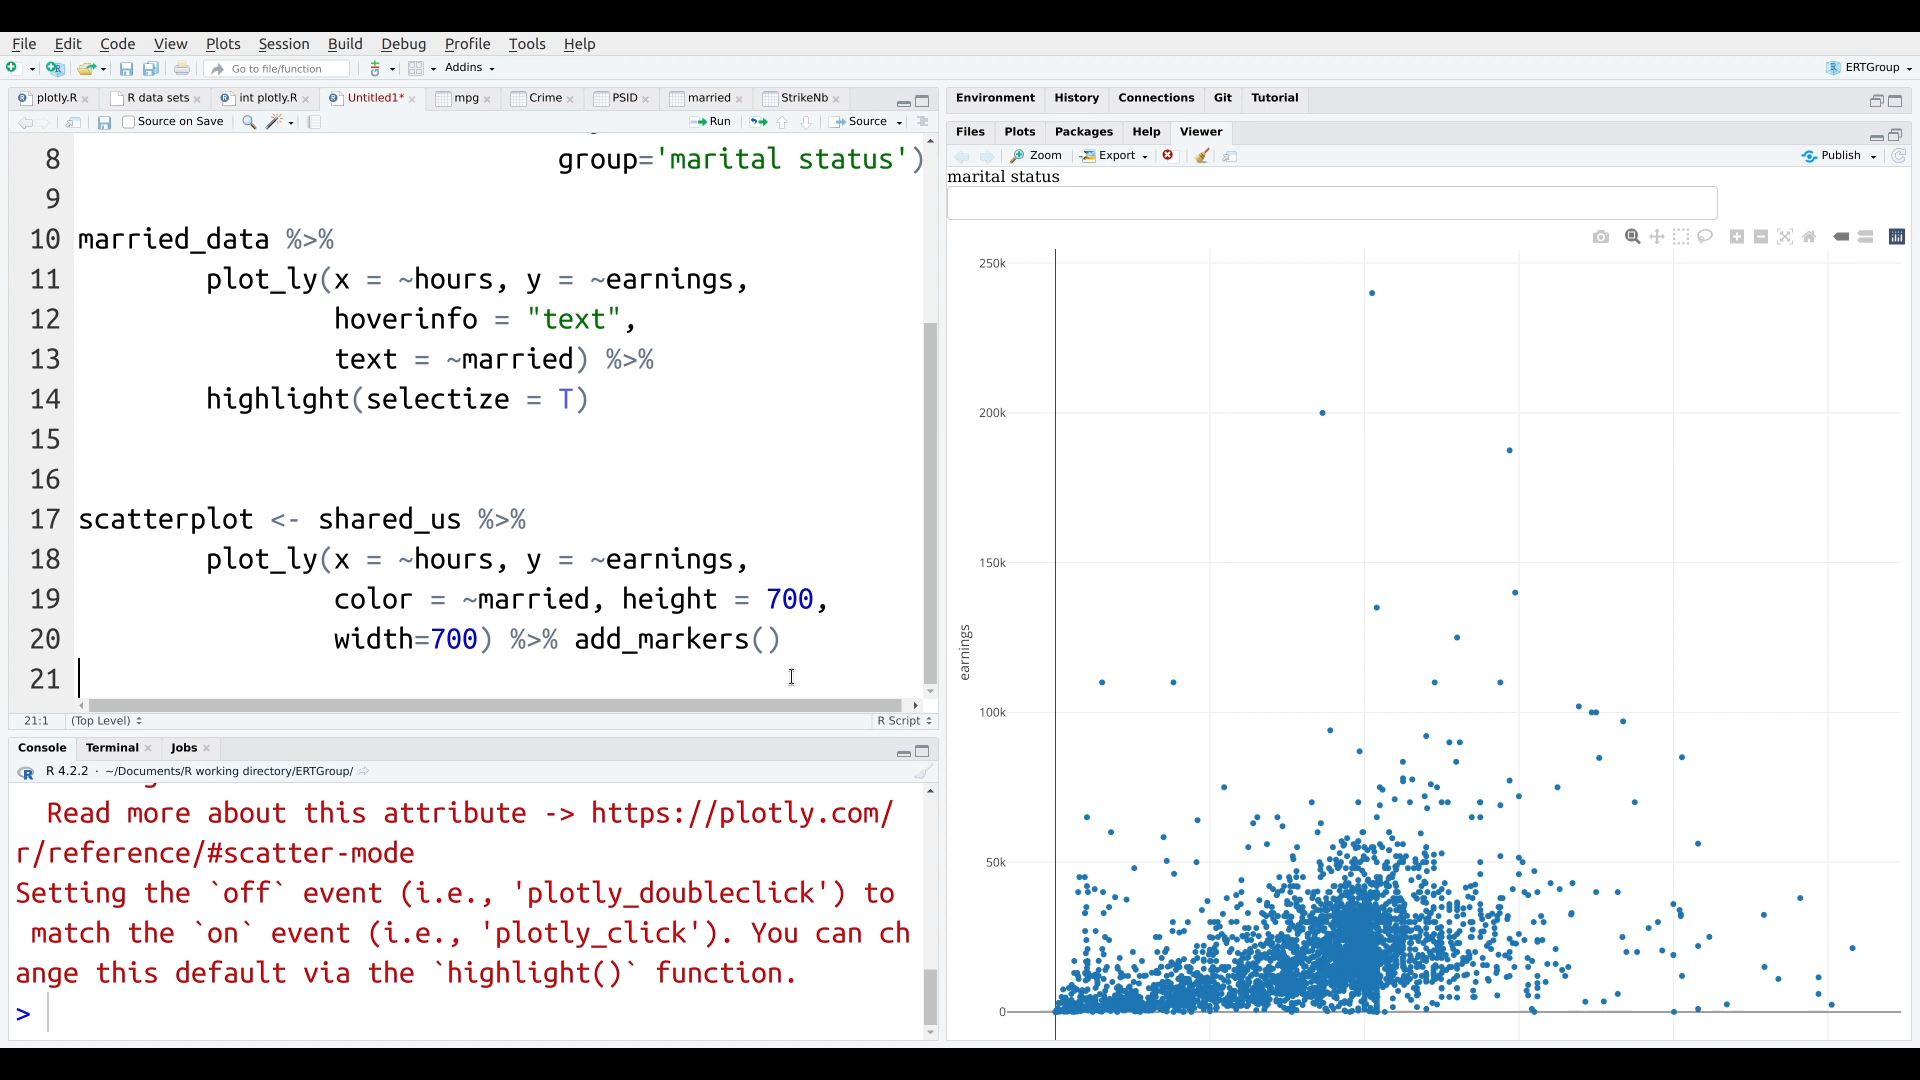 File Edit Code View Plots Session Build Debug Profile Tools Help
Go to file/function Addins ERTGroup
plotly.R R data sets int plotly.R Untitled1* mpg Crime PSID married StrikeNb
Source on Save Run Source
8 group='marital status')
9
10 married_data %>%
11 plot_ly(x = ~hours, y = ~earnings,
12 hoverinfo = "text",
13 text = ~married) %>%
14 highlight(selectize = T)
15
16
17 scatterplot <- shared_us %>%
18 plot_ly(x = ~hours, y = ~earnings,
19 color = ~married, height = 700,
20 width=700) %>% add_markers()
21
21:1 (Top Level) R Script
Console Terminal Jobs
R 4.2.2 · ~/Documents/R working directory/ERTGroup/
Read more about this attribute -> https://plotly.com/
r/reference/#scatter-mode
Setting the `off` event (i.e., 'plotly_doubleclick') to
match the `on` event (i.e., 'plotly_click'). You can ch
ange this default via the `highlight()` function.
>
Environment History Connections Git Tutorial
Files Plots Packages Help Viewer
Zoom Export Publish
marital status
250k
200k
150k
100k
50k
0
earnings